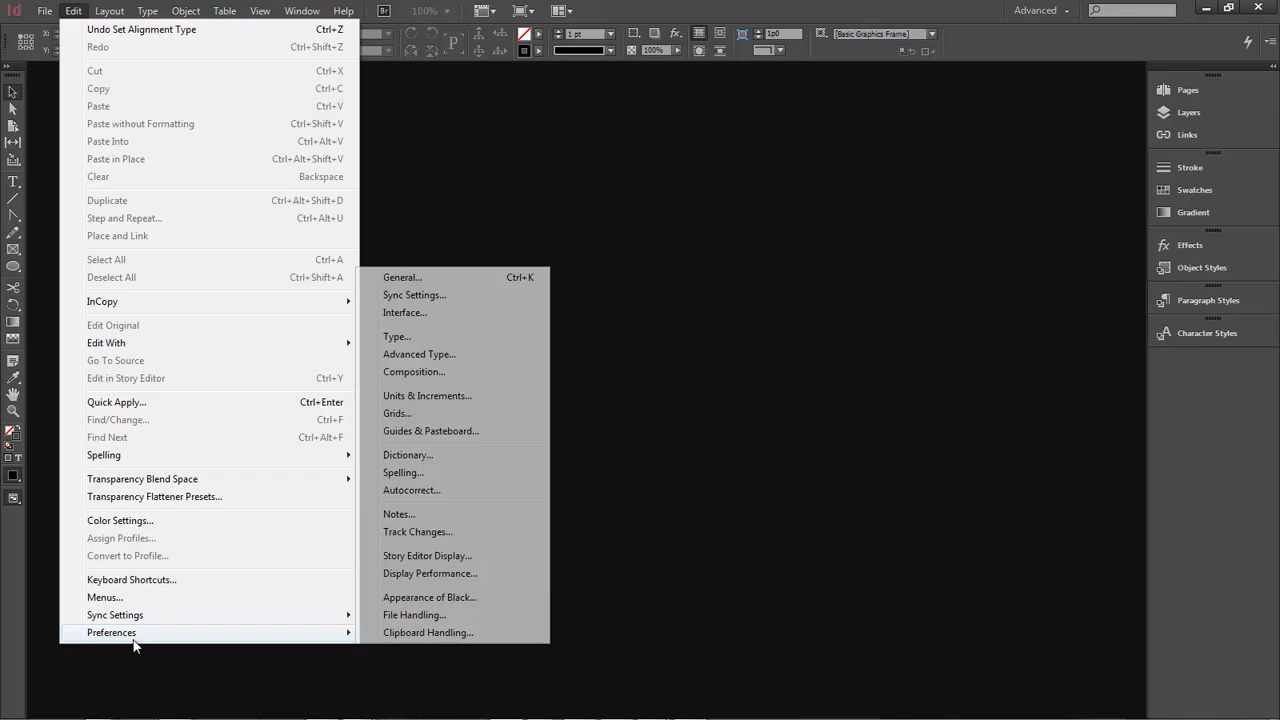 Id File Edit Layout Type Object Table View Window Help Br 100% Advanced
X: 1 pt 1p0 [Basic Graphics Frame]
Y: P fx. 100%
Undo Set Alignment Type Ctrl+Z
Redo Ctrl+Shift+Z
Cut Ctrl+X
Copy Ctrl+C
Paste Ctrl+V
Paste without Formatting Ctrl+Shift+V
Paste Into Ctrl+Alt+V
Paste in Place Ctrl+Alt+Shift+V
Clear Backspace
Duplicate Ctrl+Alt+Shift+D
Step and Repeat... Ctrl+Alt+U
Place and Link
Select All Ctrl+A
Deselect All Ctrl+Shift+A
InCopy
Edit Original
Edit With
Go To Source
Edit in Story Editor Ctrl+Y
Quick Apply... Ctrl+Enter
Find/Change... Ctrl+F
Find Next Ctrl+Alt+F
Spelling
Transparency Blend Space
Transparency Flattener Presets...
Color Settings...
Assign Profiles...
Convert to Profile...
Keyboard Shortcuts...
Menus...
Sync Settings
Preferences
General... Ctrl+K
Sync Settings...
Interface...
Type...
Advanced Type...
Composition...
Units & Increments...
Grids...
Guides & Pasteboard...
Dictionary...
Spelling...
Autocorrect...
Notes...
Track Changes...
Story Editor Display...
Display Performance...
Appearance of Black...
File Handling...
Clipboard Handling...
Pages
Layers
Links
Stroke
Swatches
Gradient
Effects
Object Styles
Paragraph Styles
Character Styles